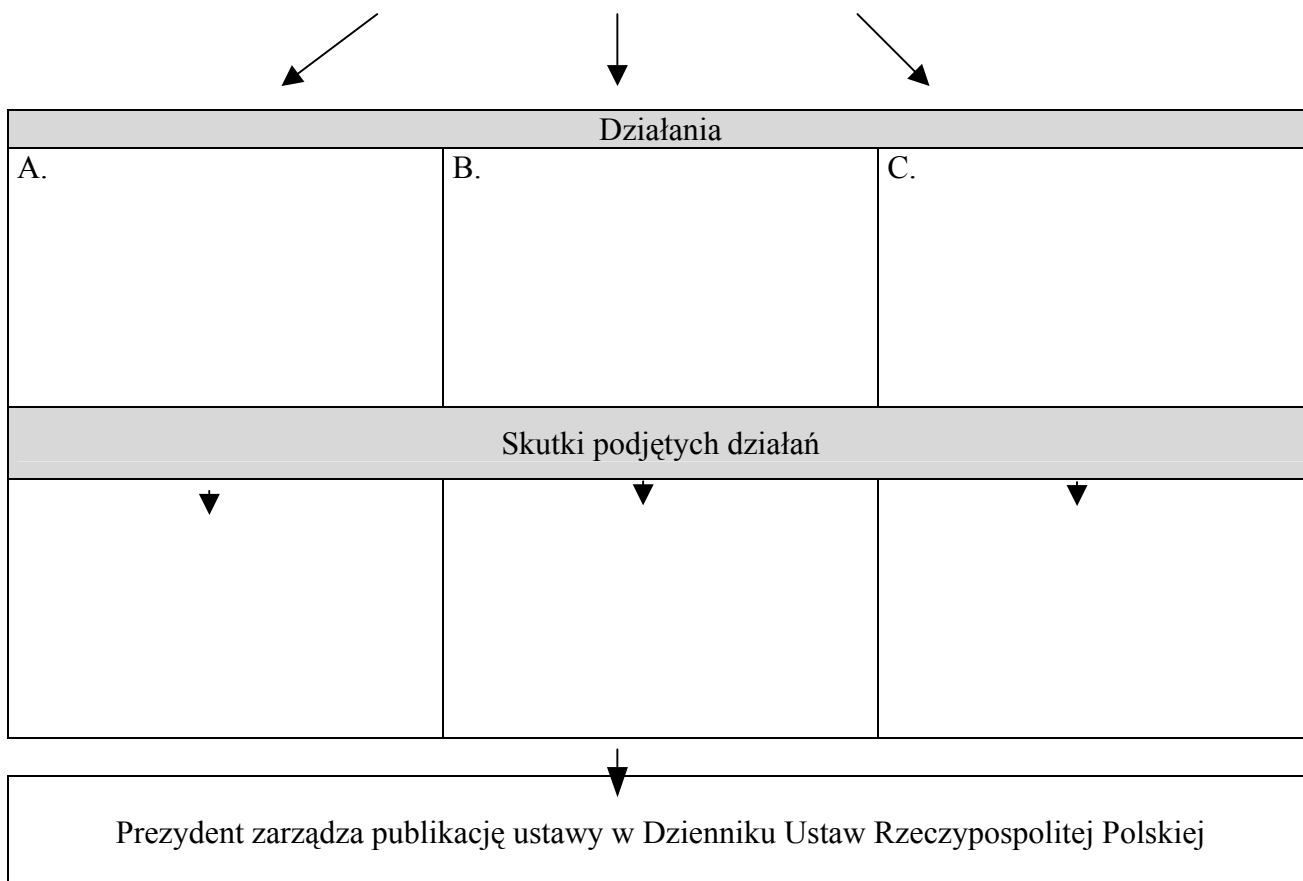 Działania
A.
B.
C.
Skutki podjętych działań
Prezydent zarządza publikację ustawy w Dzienniku Ustaw Rzeczypospolitej Polskiej